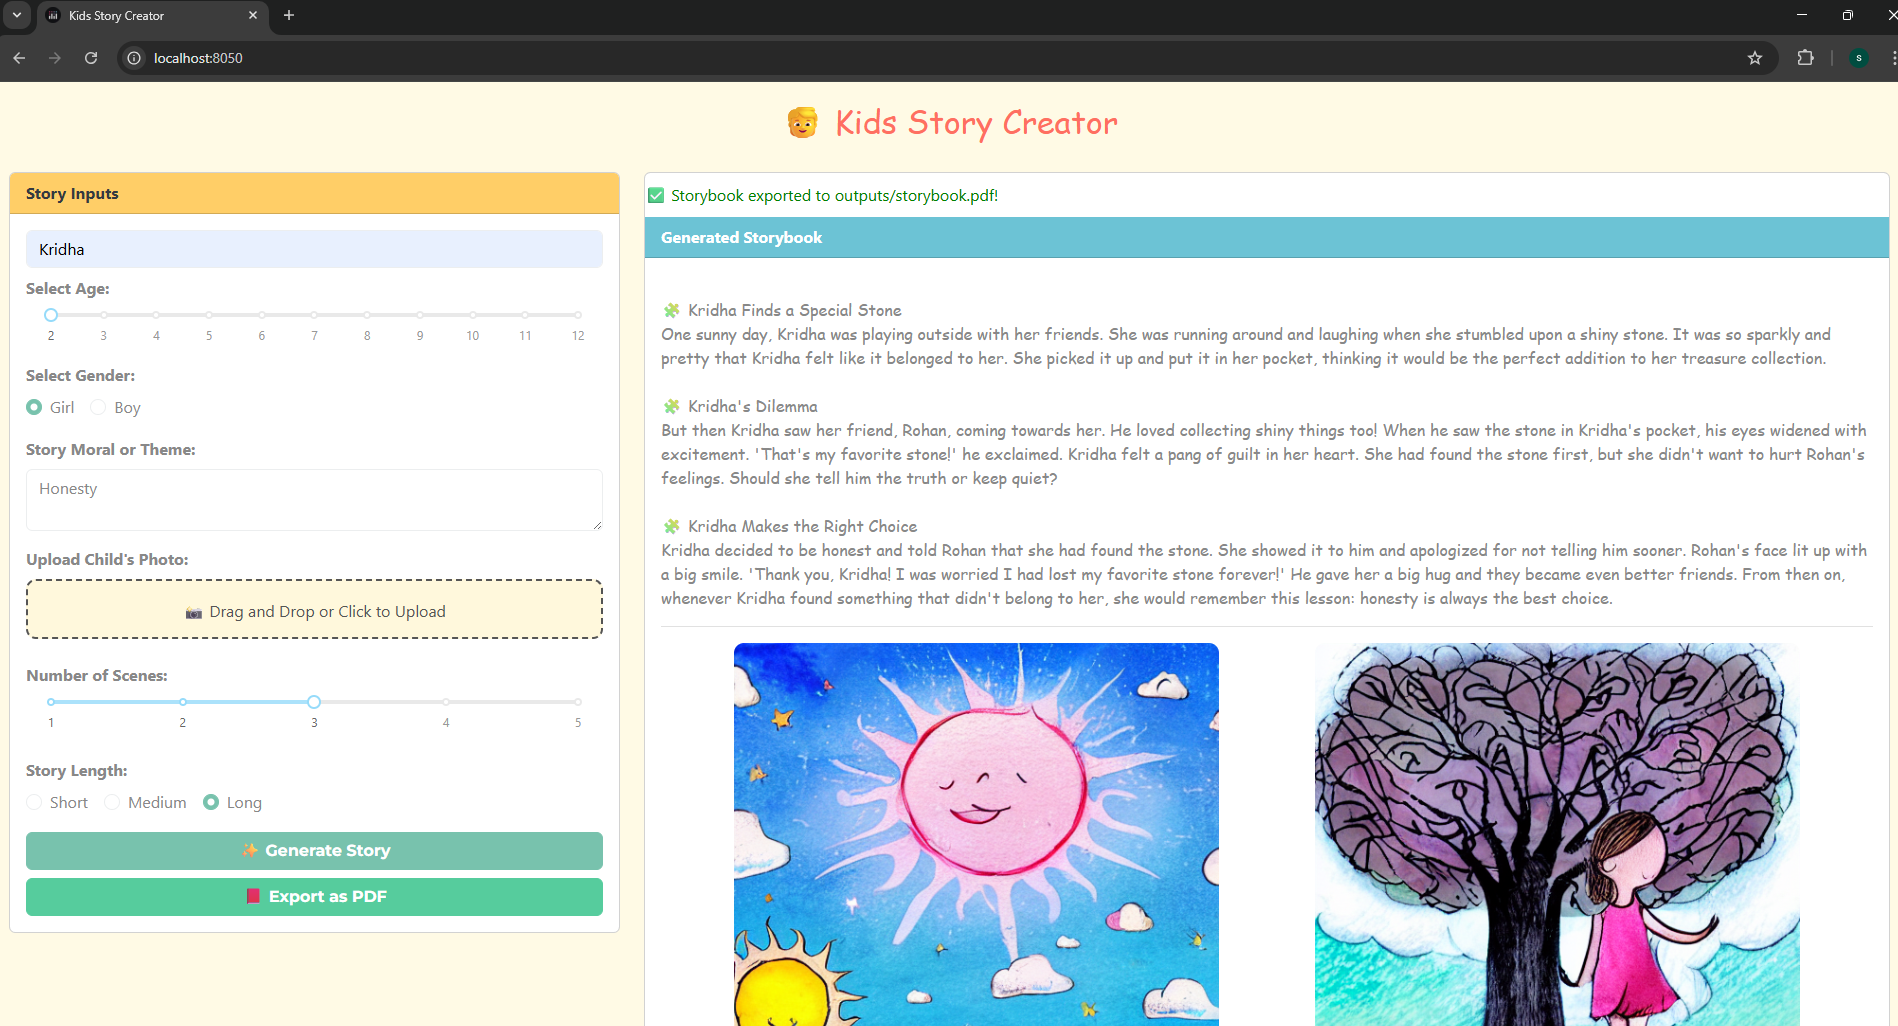 Kids Story Creator
localhost:8050
S
Kids Story Creator
Story Inputs
Kridha
Select Age:
2 3 4 5 6 7 8 9 10 11 12
Select Gender:
Girl Boy
Story Moral or Theme:
Honesty
Upload Child's Photo:
Drag and Drop or Click to Upload
Number of Scenes:
1 2 3 4 5
Story Length:
Short Medium Long
Generate Story
Export as PDF
Storybook exported to outputs/storybook.pdf!
Generated Storybook
Kridha Finds a Special Stone
One sunny day, Kridha was playing outside with her friends. She was running around and laughing when she stumbled upon a shiny stone. It was so sparkly and
pretty that Kridha felt like it belonged to her. She picked it up and put it in her pocket, thinking it would be the perfect addition to her treasure collection.
Kridha's Dilemma
But then Kridha saw her friend, Rohan, coming towards her. He loved collecting shiny things too! When he saw the stone in Kridha's pocket, his eyes widened with
excitement. 'That's my favorite stone!' he exclaimed. Kridha felt a pang of guilt in her heart. She had found the stone first, but she didn't want to hurt Rohan's
feelings. Should she tell him the truth or keep quiet?
Kridha Makes the Right Choice
Kridha decided to be honest and told Rohan that she had found the stone. She showed it to him and apologized for not telling him sooner. Rohan's face lit up with
a big smile. 'Thank you, Kridha! I was worried I had lost my favorite stone forever!' He gave her a big hug and they became even better friends. From then on,
whenever Kridha found something that didn't belong to her, she would remember this lesson: honesty is always the best choice.